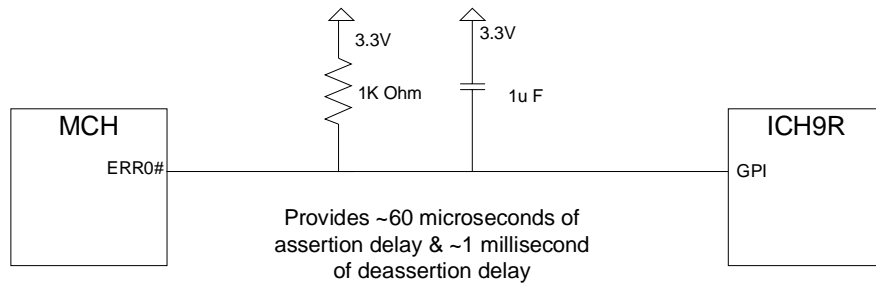 3.3V
3.3V
1K Ohm
1u F
MCH
ICH9R
ERR0#
GPI
Provides ~60 microseconds of
assertion delay & ~1 millisecond
of deassertion delay